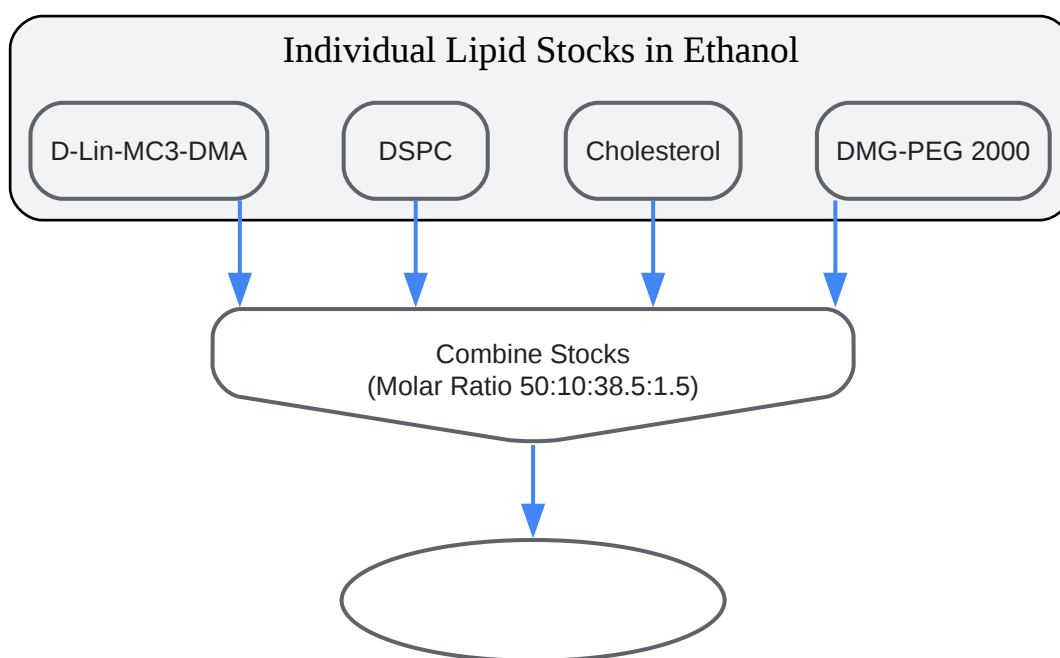 Individual Lipid Stocks in Ethanol
D-Lin-MC3-DMA
DSPC
Cholesterol
DMG-PEG 2000
Combine Stocks
(Molar Ratio 50:10:38.5:1.5)